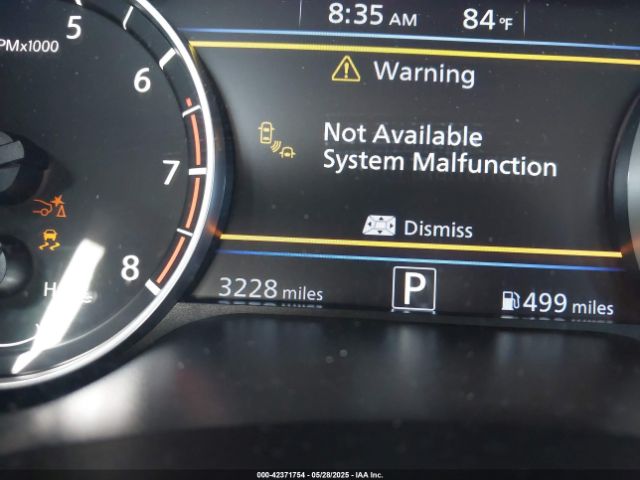 8:35 AM 84°F
5
PMx1000
Warning
6
Not Available
System Malfunction
7
Dismiss
8
H
3228 miles P 499 miles
000-42371754 - 05/28/2025 - IAA Inc.